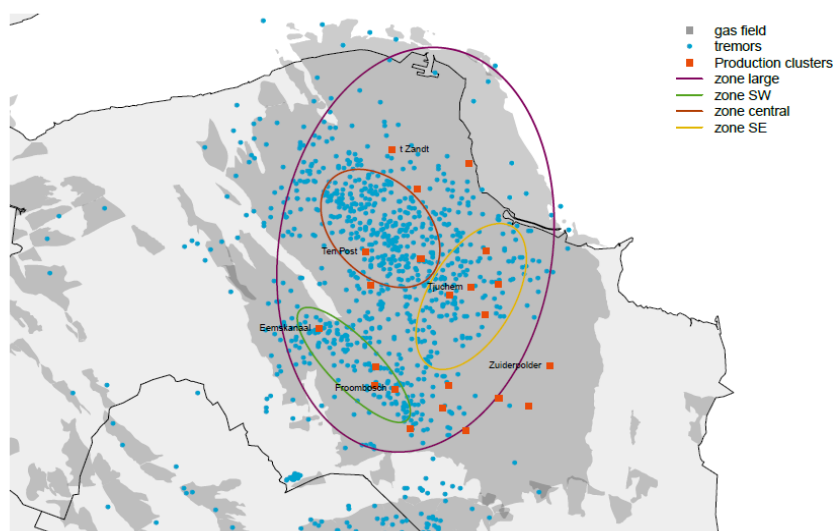 gas field
tremors
Production clusters
zone large
zone SW
zone central
zone SE
t Zandt
Ten Post
Tjuchem
Eemskanaal
Zuiderpolder
Froombosch